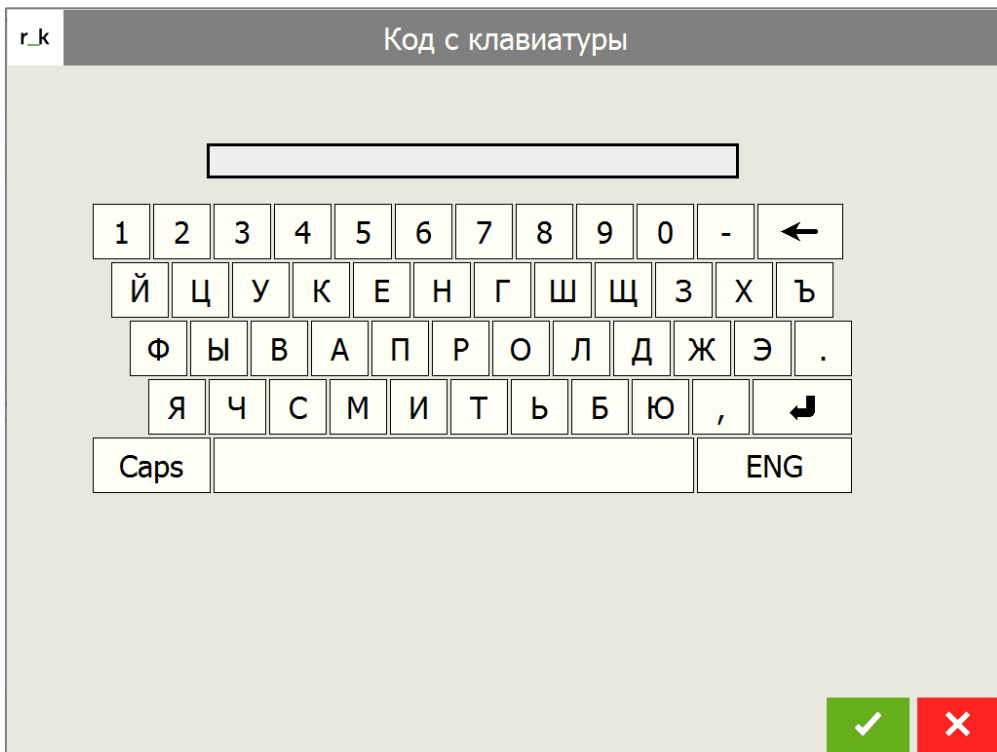 r_k
Код с клавиатуры
1 2 3 4 5 6 7 8 9 0 -
Й Ц У К Е Н Г Ш Щ З Х Ъ
Ф Ы В А П Р О Л Д Ж Э .
Я Ч С М И Т Ь Б Ю ,
Caps ENG